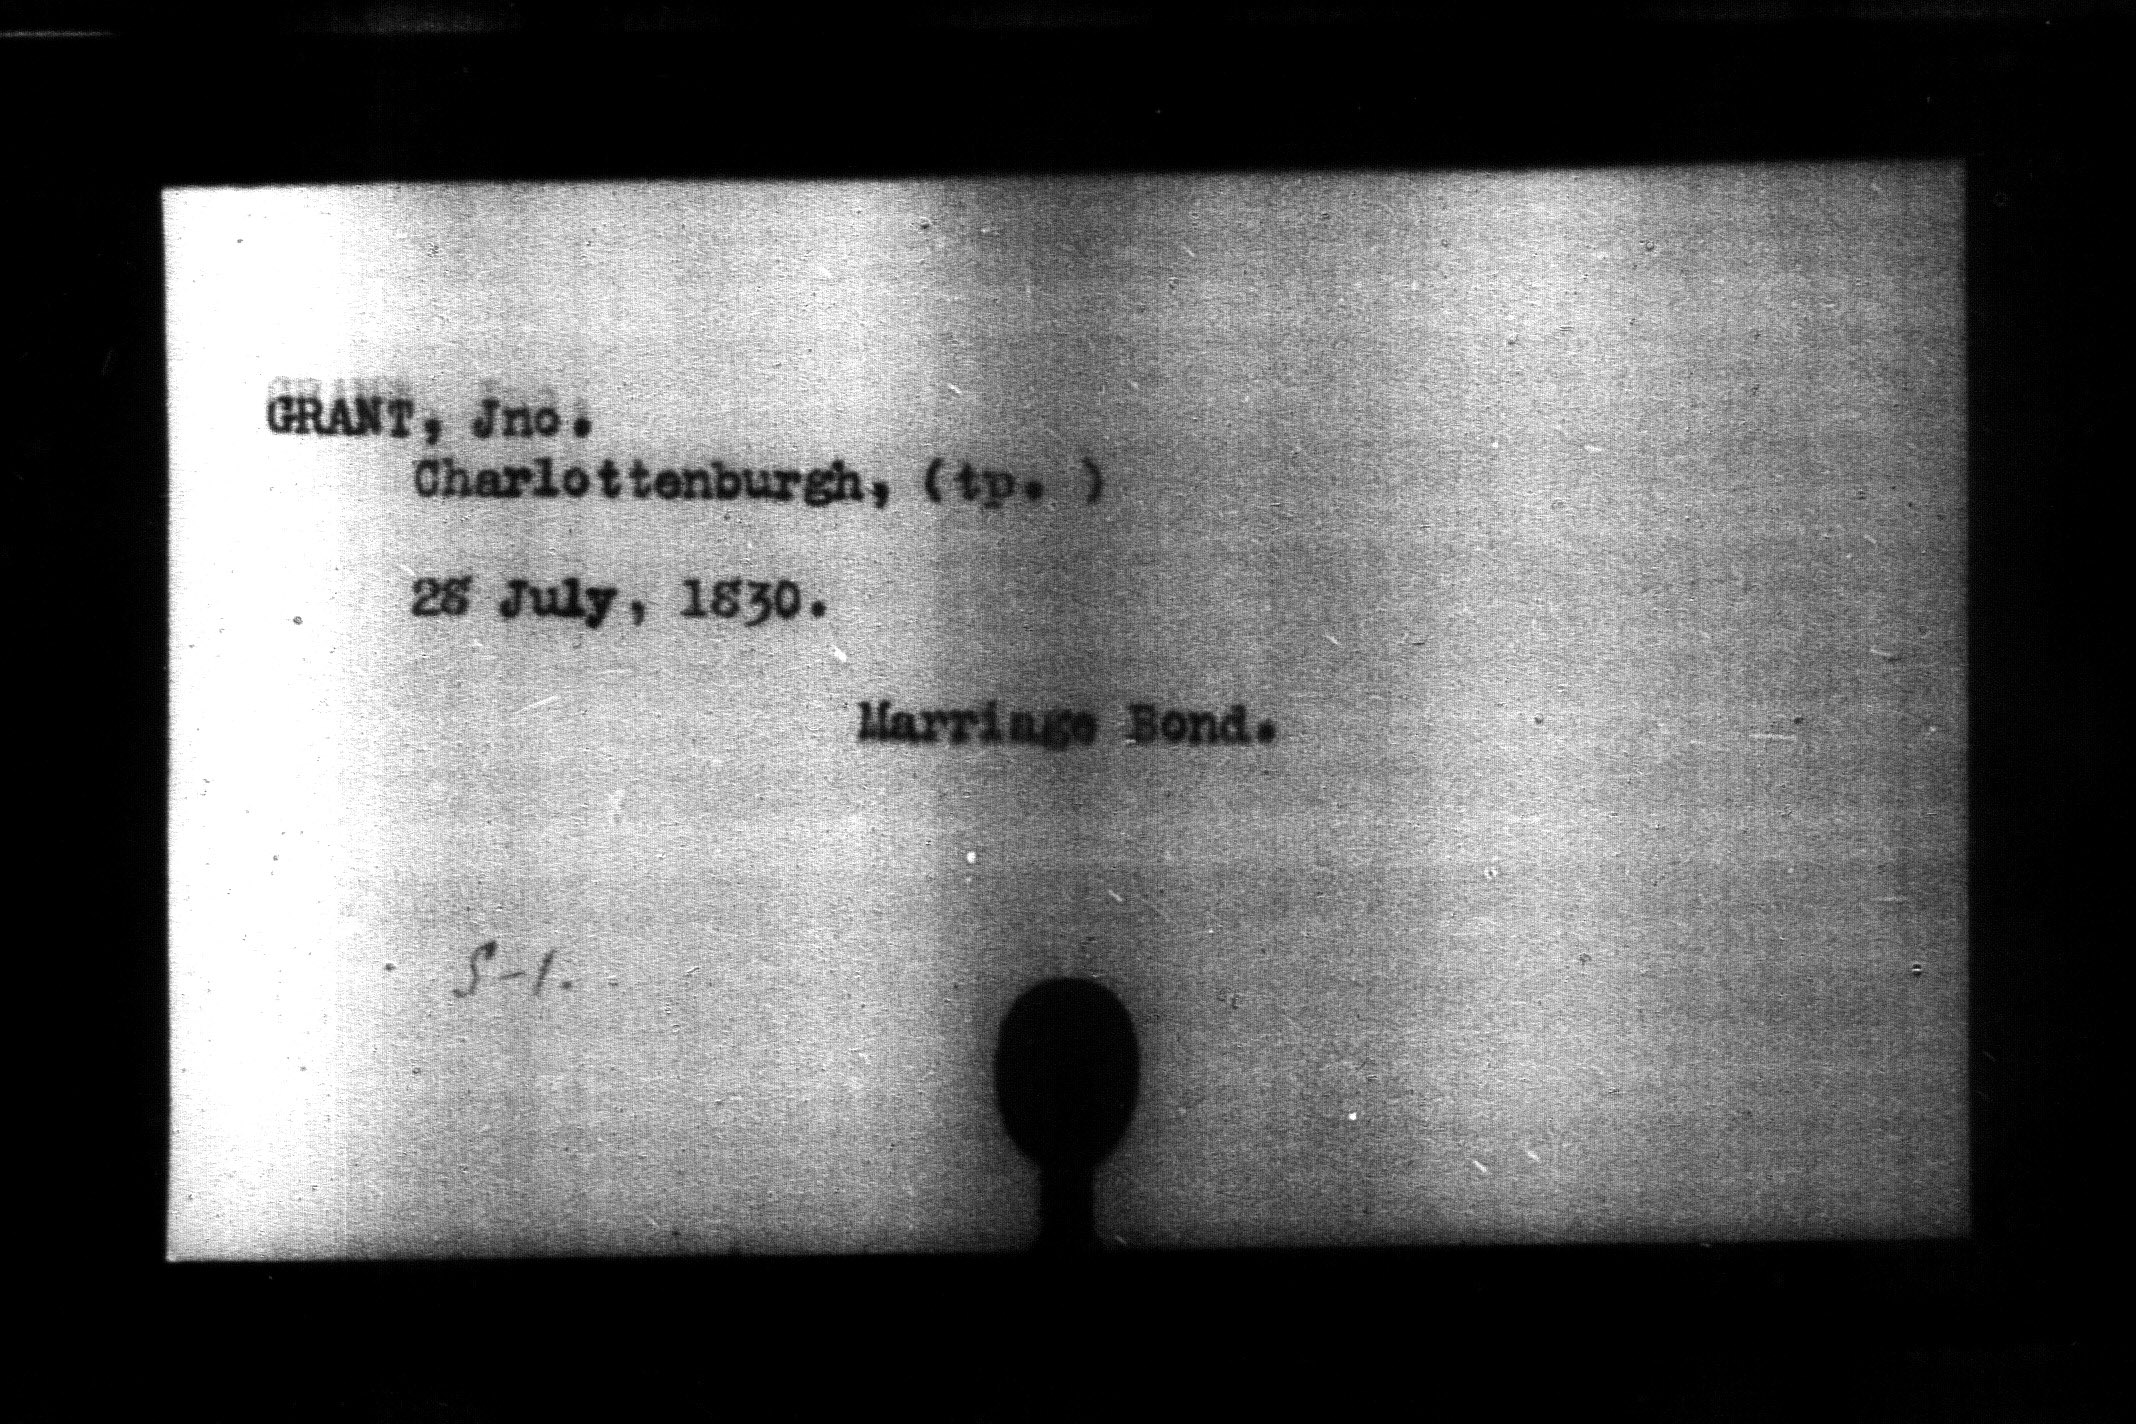 GRANT, Jno.
Charlottenburgh, (tp. )
28 July, 1830.
Marriage Bond.
S-1.